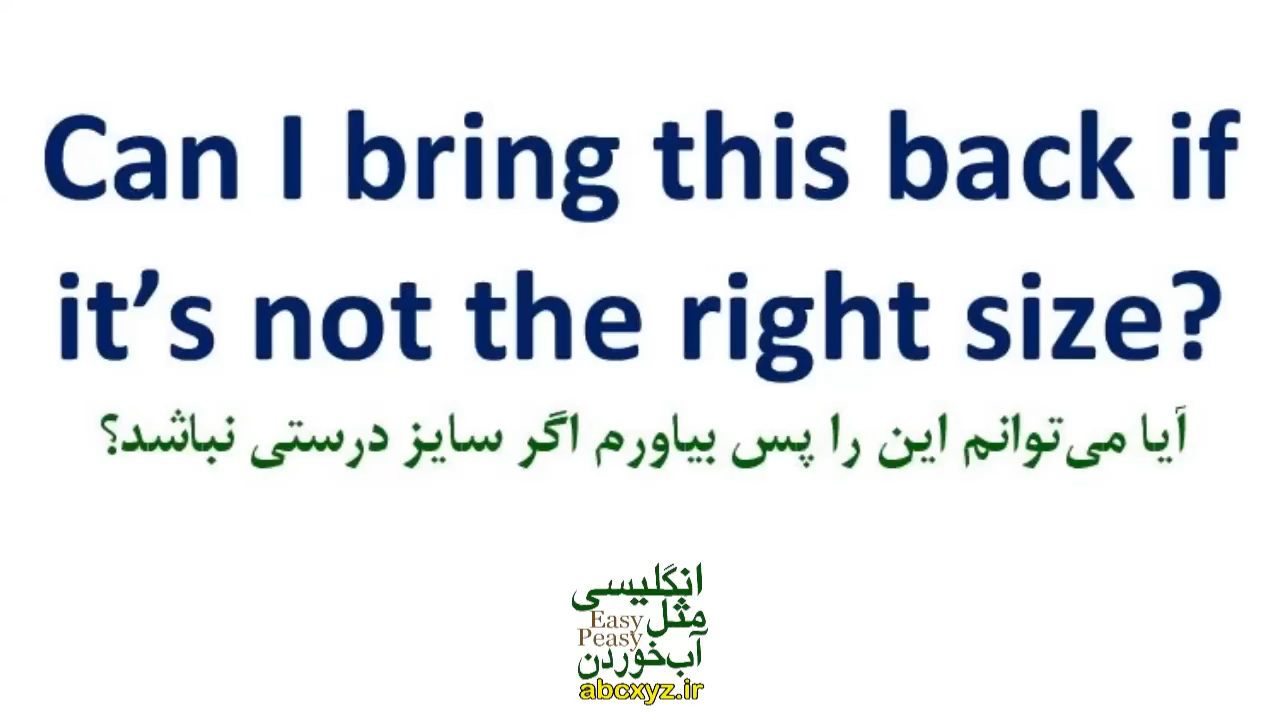 Can I bring this back if
it’s not the right size?
آیا می‌توانم این را پس بیاورم اگر سایز درستی نباشد؟
انگلیسی
مثل Easy
Peasy
آب‌خوردن
abcxyz.ir